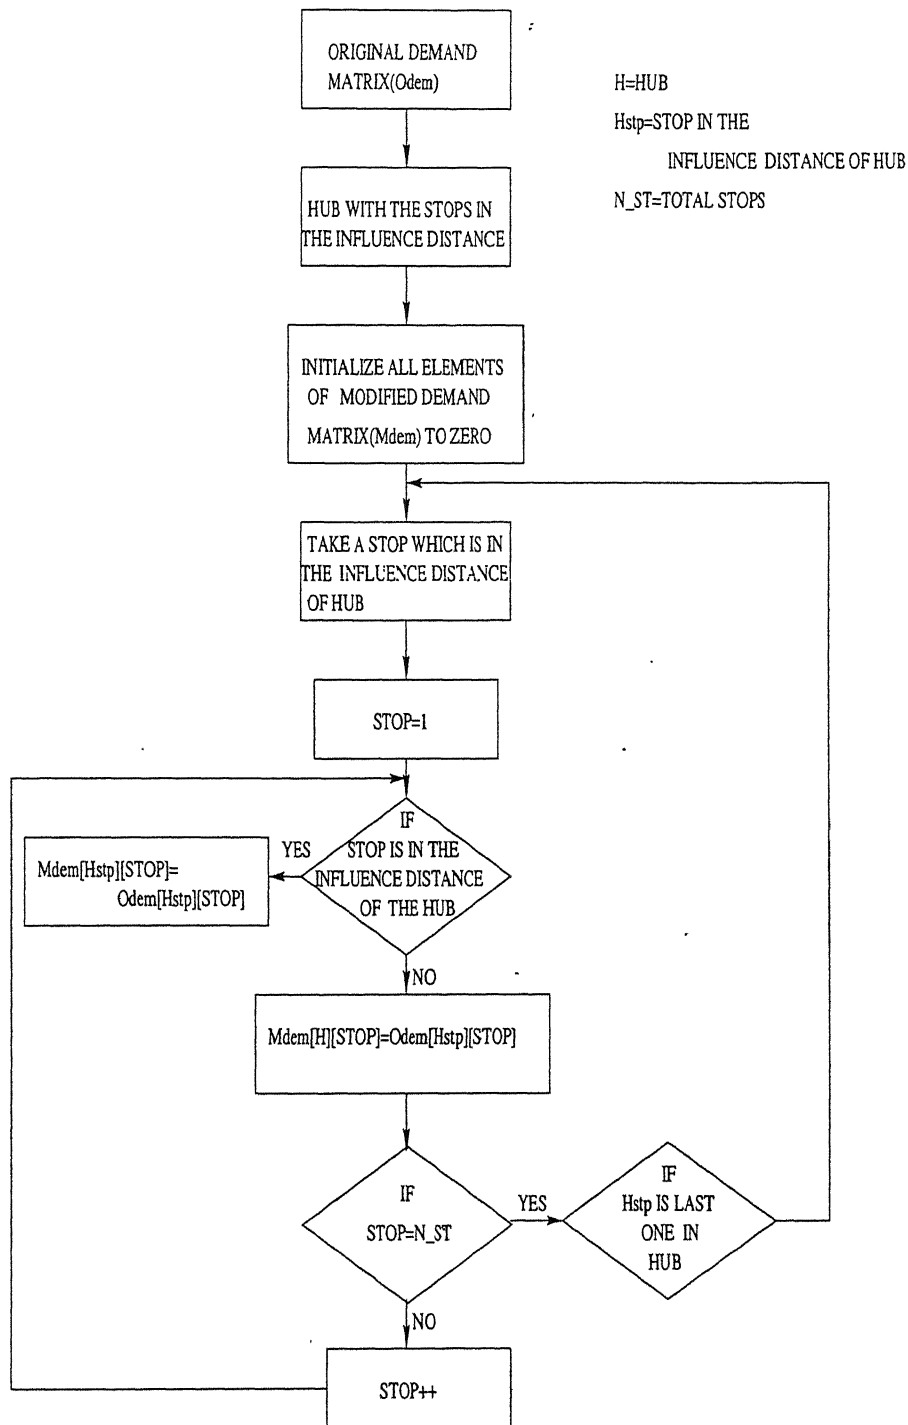 ORIGINAL DEMAND
MATRIX(Odem)
H=HUB
Hstp=STOP IN THE
INFLUENCE DISTANCE OF HUB
N_ST=TOTAL STOPS
HUB WITH THE STOPS IN
THE INFLUENCE DISTANCE
INITIALIZE ALL ELEMENTS
OF MODIFIED DEMAND
MATRIX(Mdem) TO ZERO
TAKE A STOP WHICH IS IN
THE INFLUENCE DISTANCE
OF HUB
STOP=1
IF
STOP IS IN THE
INFLUENCE DISTANCE
OF THE HUB
YES
Mdem[Hstp][STOP]=
Odem[Hstp][STOP]
NO
Mdem[H][STOP]=Odem[Hstp][STOP]
IF
STOP=N_ST
YES
IF
Hstp IS LAST
ONE IN
HUB
NO
STOP++